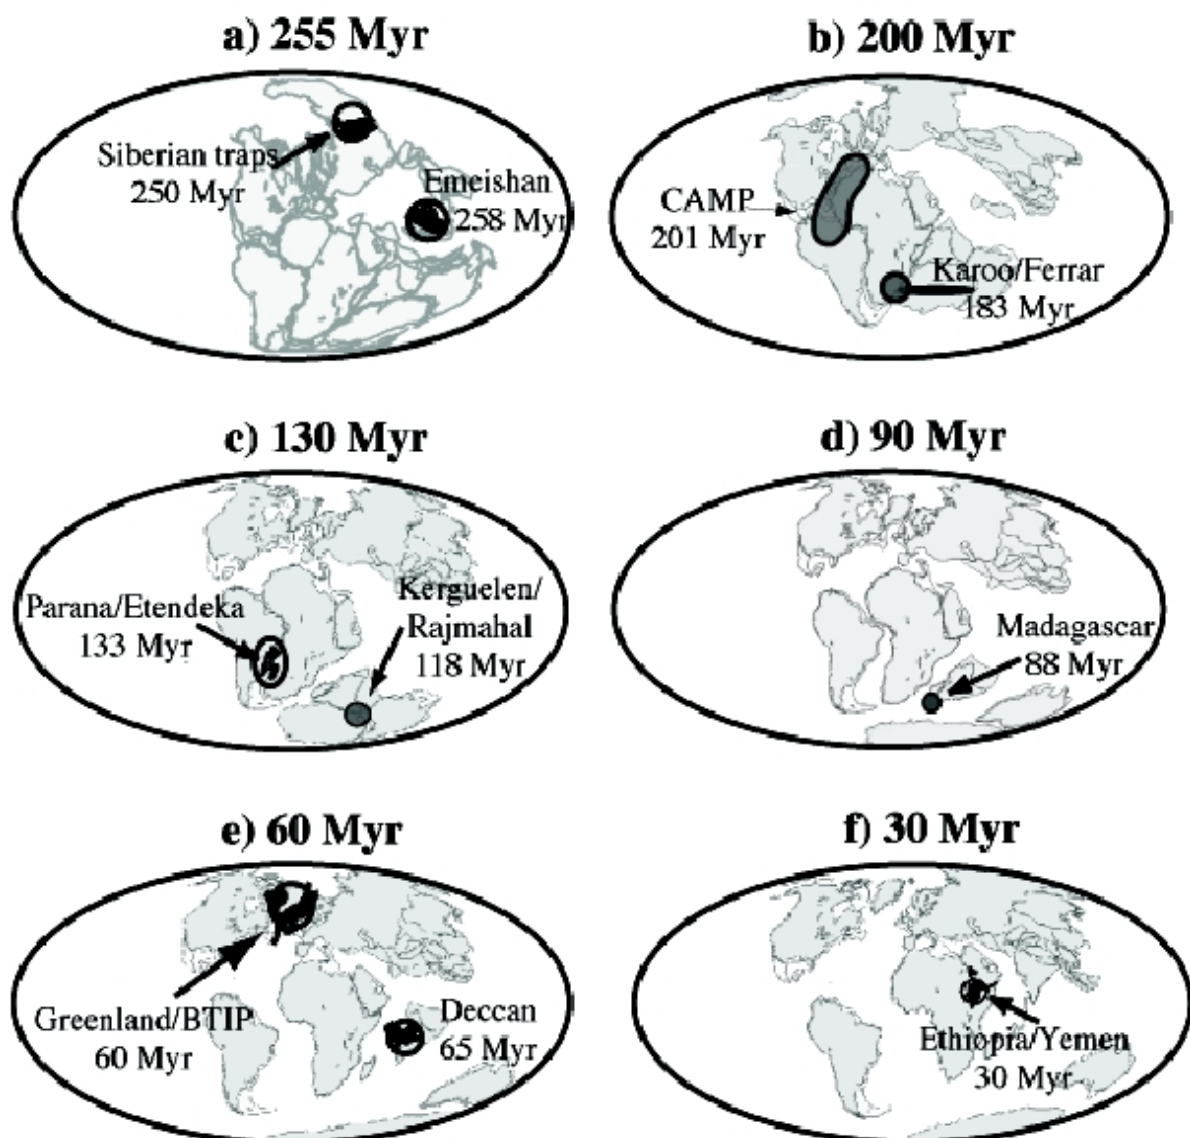 a) 255 Myr
Siberian traps
250 Myr
Emeishan
258 Myr
b) 200 Myr
CAMP
201 Myr
Karoo/Ferrar
183 Myr
c) 130 Myr
Parana/Etendeka
133 Myr
Kerguelen/
Rajmahal
118 Myr
d) 90 Myr
Madagascar
88 Myr
e) 60 Myr
Greenland/BTIP
60 Myr
Deccan
65 Myr
f) 30 Myr
Ethiopia/Yemen
30 Myr